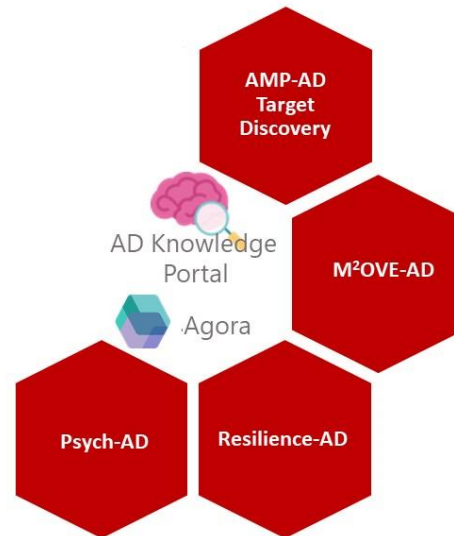 AMP-AD
Target
Discovery
AD Knowledge
Portal
M²OVE-AD
Agora
Psych-AD
Resilience-AD